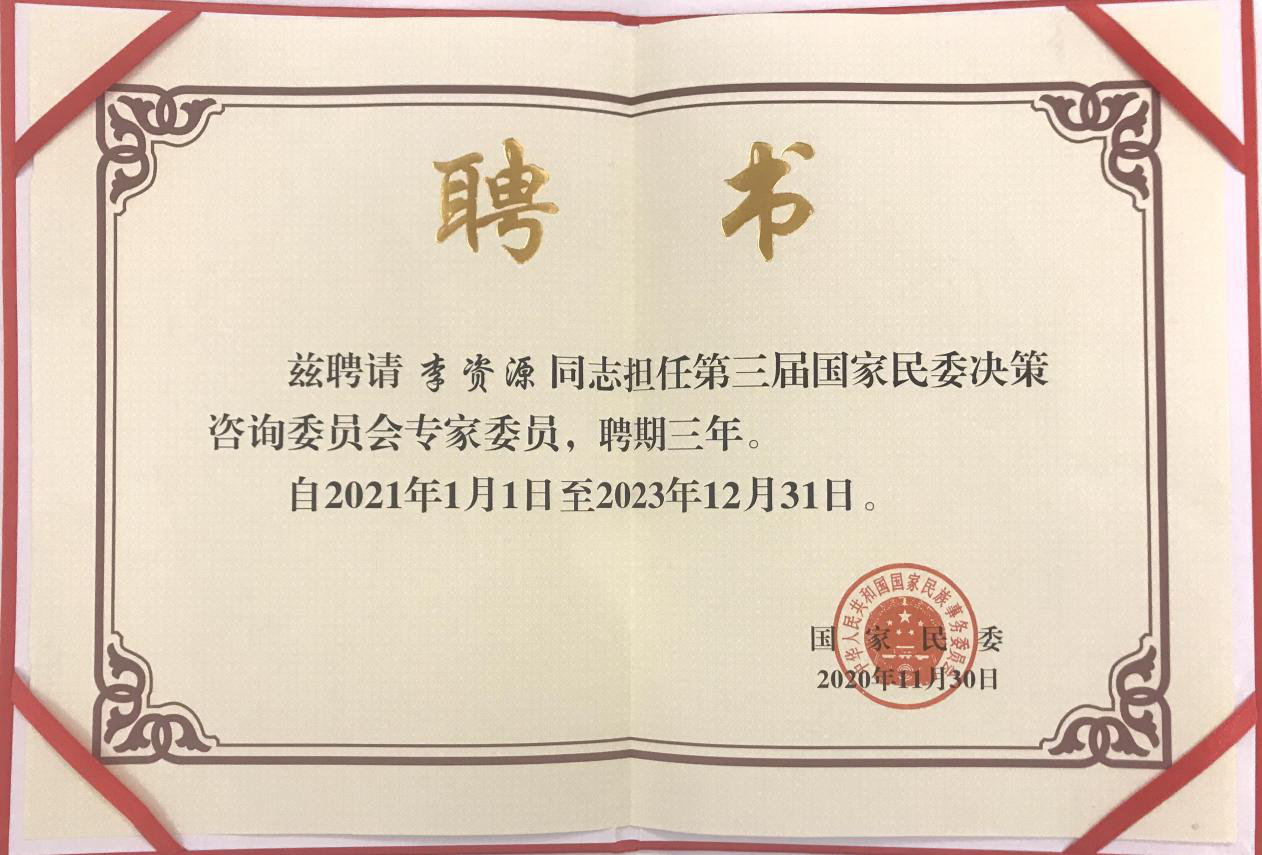 聘书
兹聘请 李资源 同志担任第三届国家民委决策
咨询委员会专家委员，聘期三年。
自2021年1月1日至2023年12月31日。
中华人民共和国国家民族事务委员会
国家民委
2020年11月30日